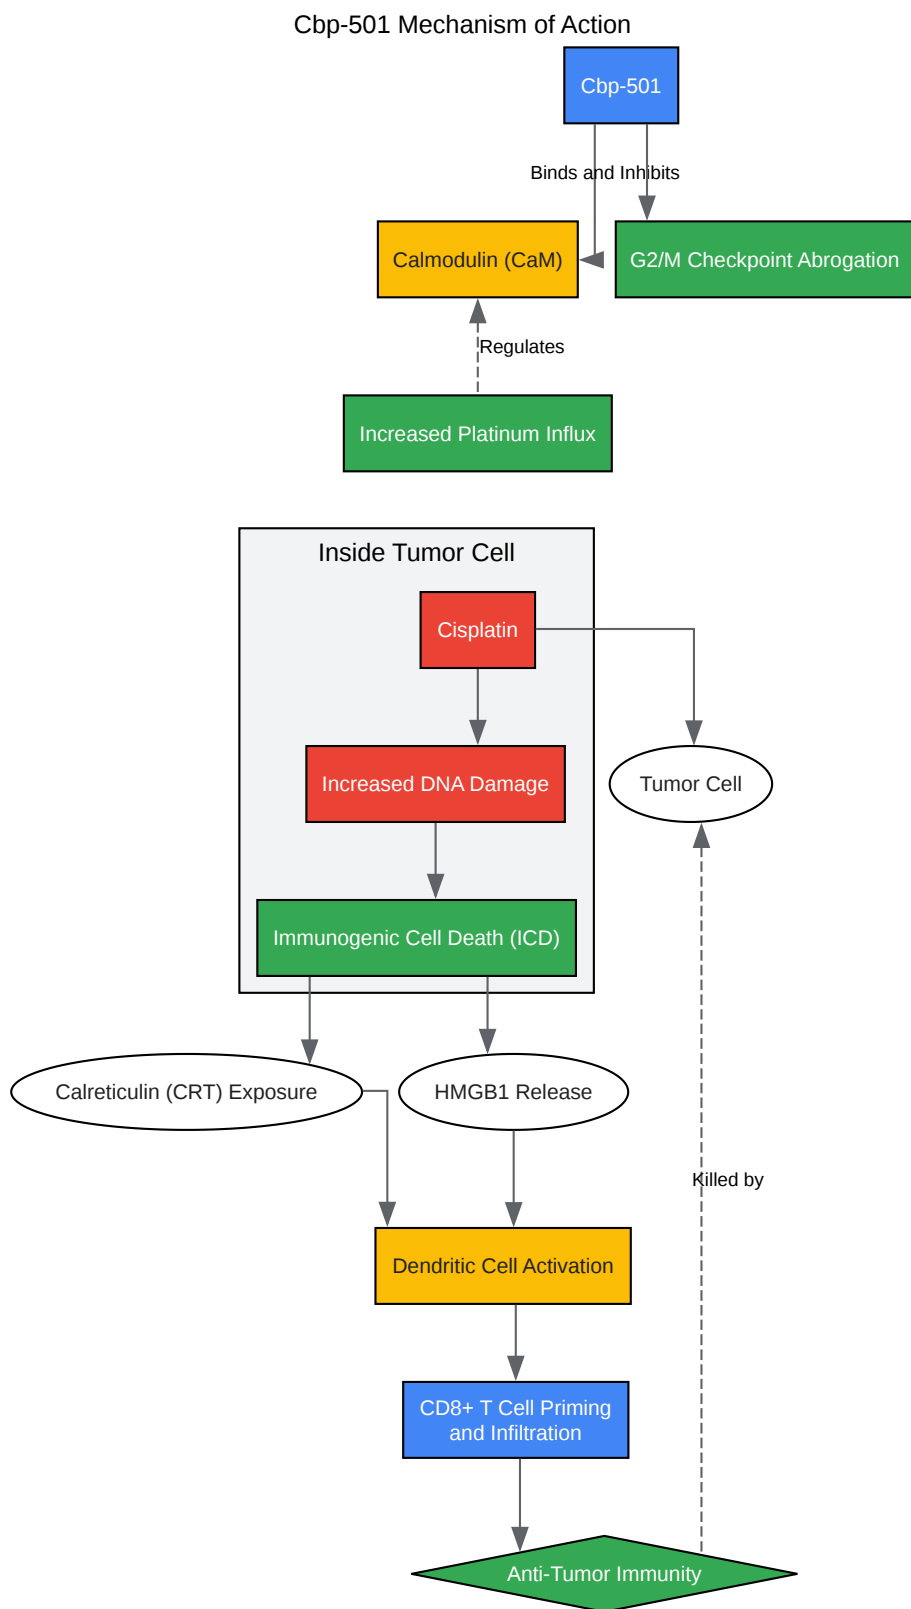 Cbp-501 Mechanism of Action
Cbp-501
Binds and Inhibits
Calmodulin (CaM)
G2/M Checkpoint Abrogation
Regulates
Increased Platinum Influx
Inside Tumor Cell
Cisplatin
Increased DNA Damage
Tumor Cell
Immunogenic Cell Death (ICD)
Calreticulin (CRT) Exposure
HMGB1 Release
Killed by
Dendritic Cell Activation
CD8+ T Cell Priming
and Infiltration
Anti-Tumor Immunity